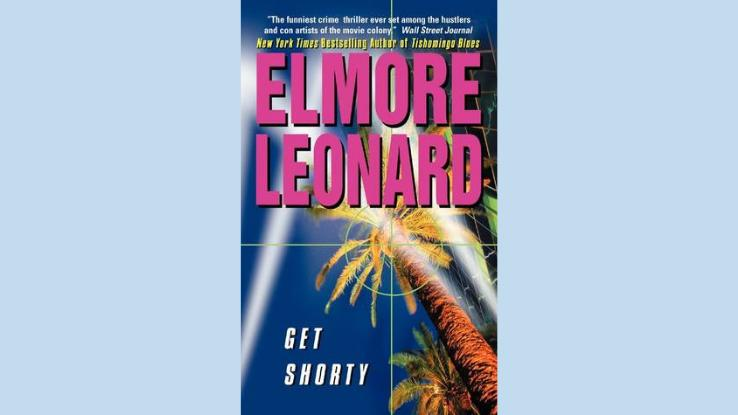 "The funniest crime thriller ever set among the hustlers
and con artists of the movie colony." Wall Street Journal
New York Times Bestselling Author of Tishomingo Blues
ELMORE
LEONARD
GET
SHORTY